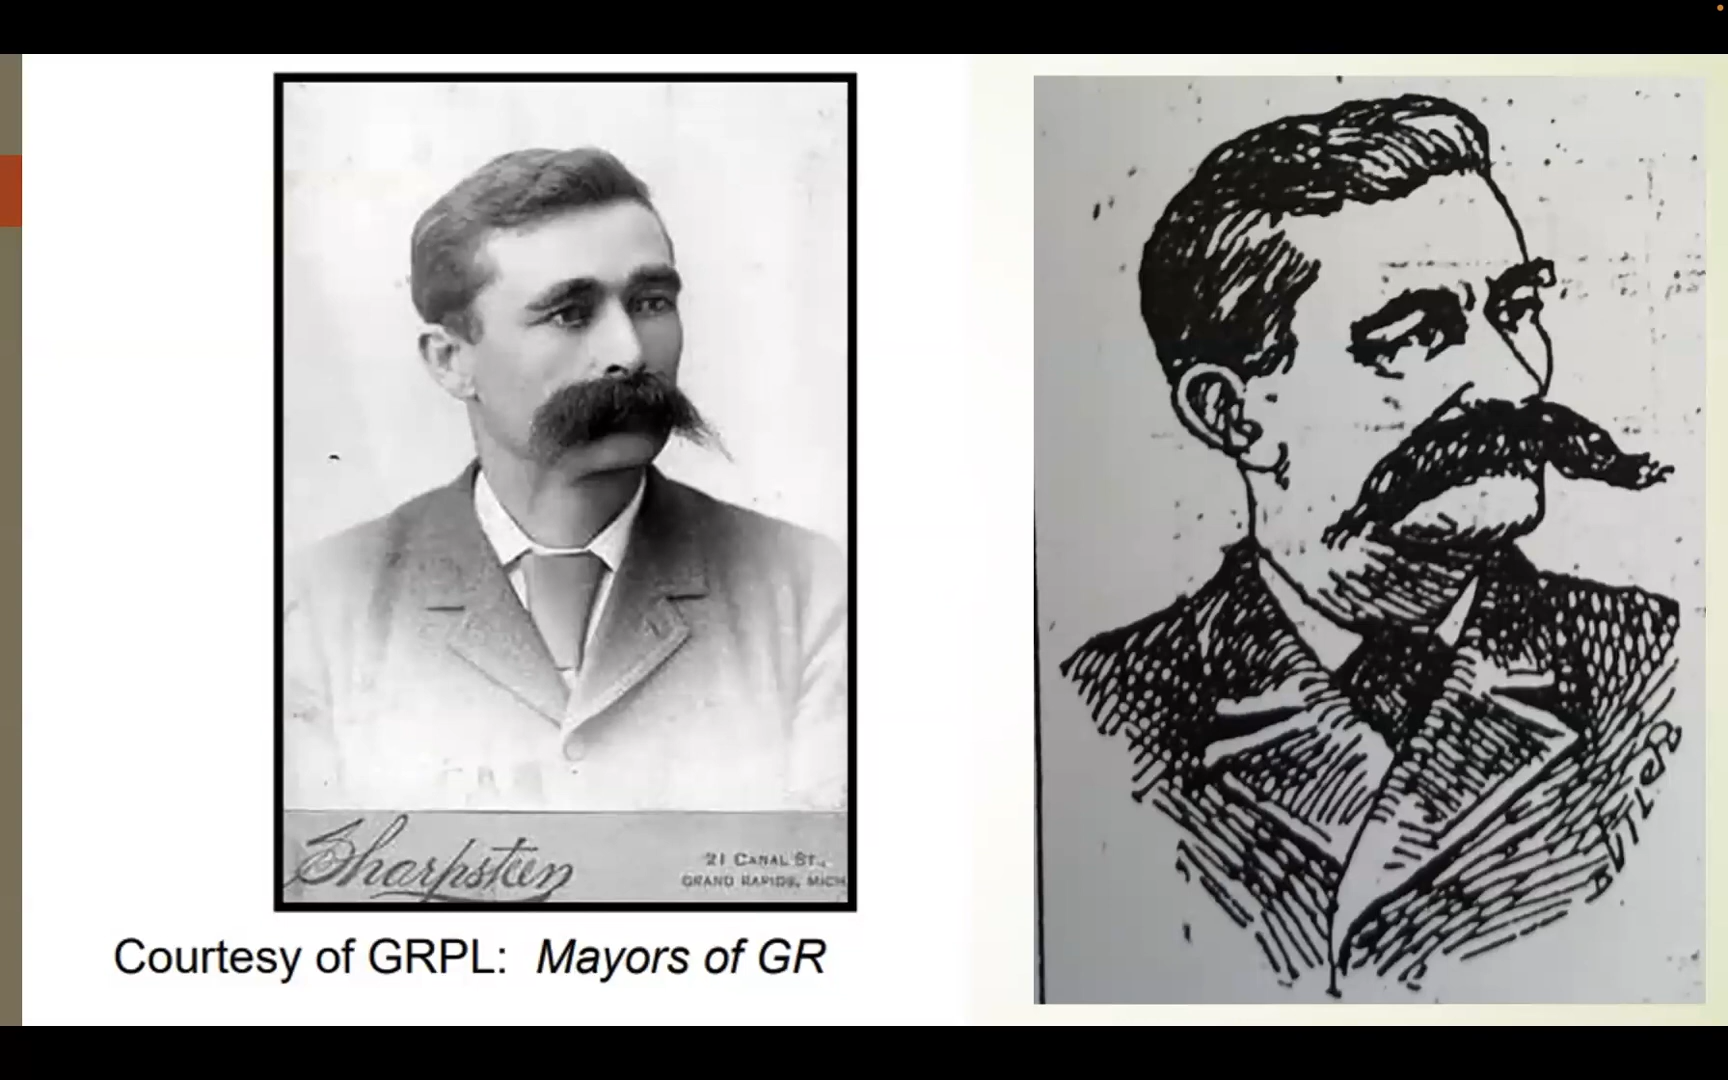 Sharpsteen
21 CANAL ST.,
GRAND RAPIDS, MICH
Courtesy of GRPL: Mayors of GR
BUTLER